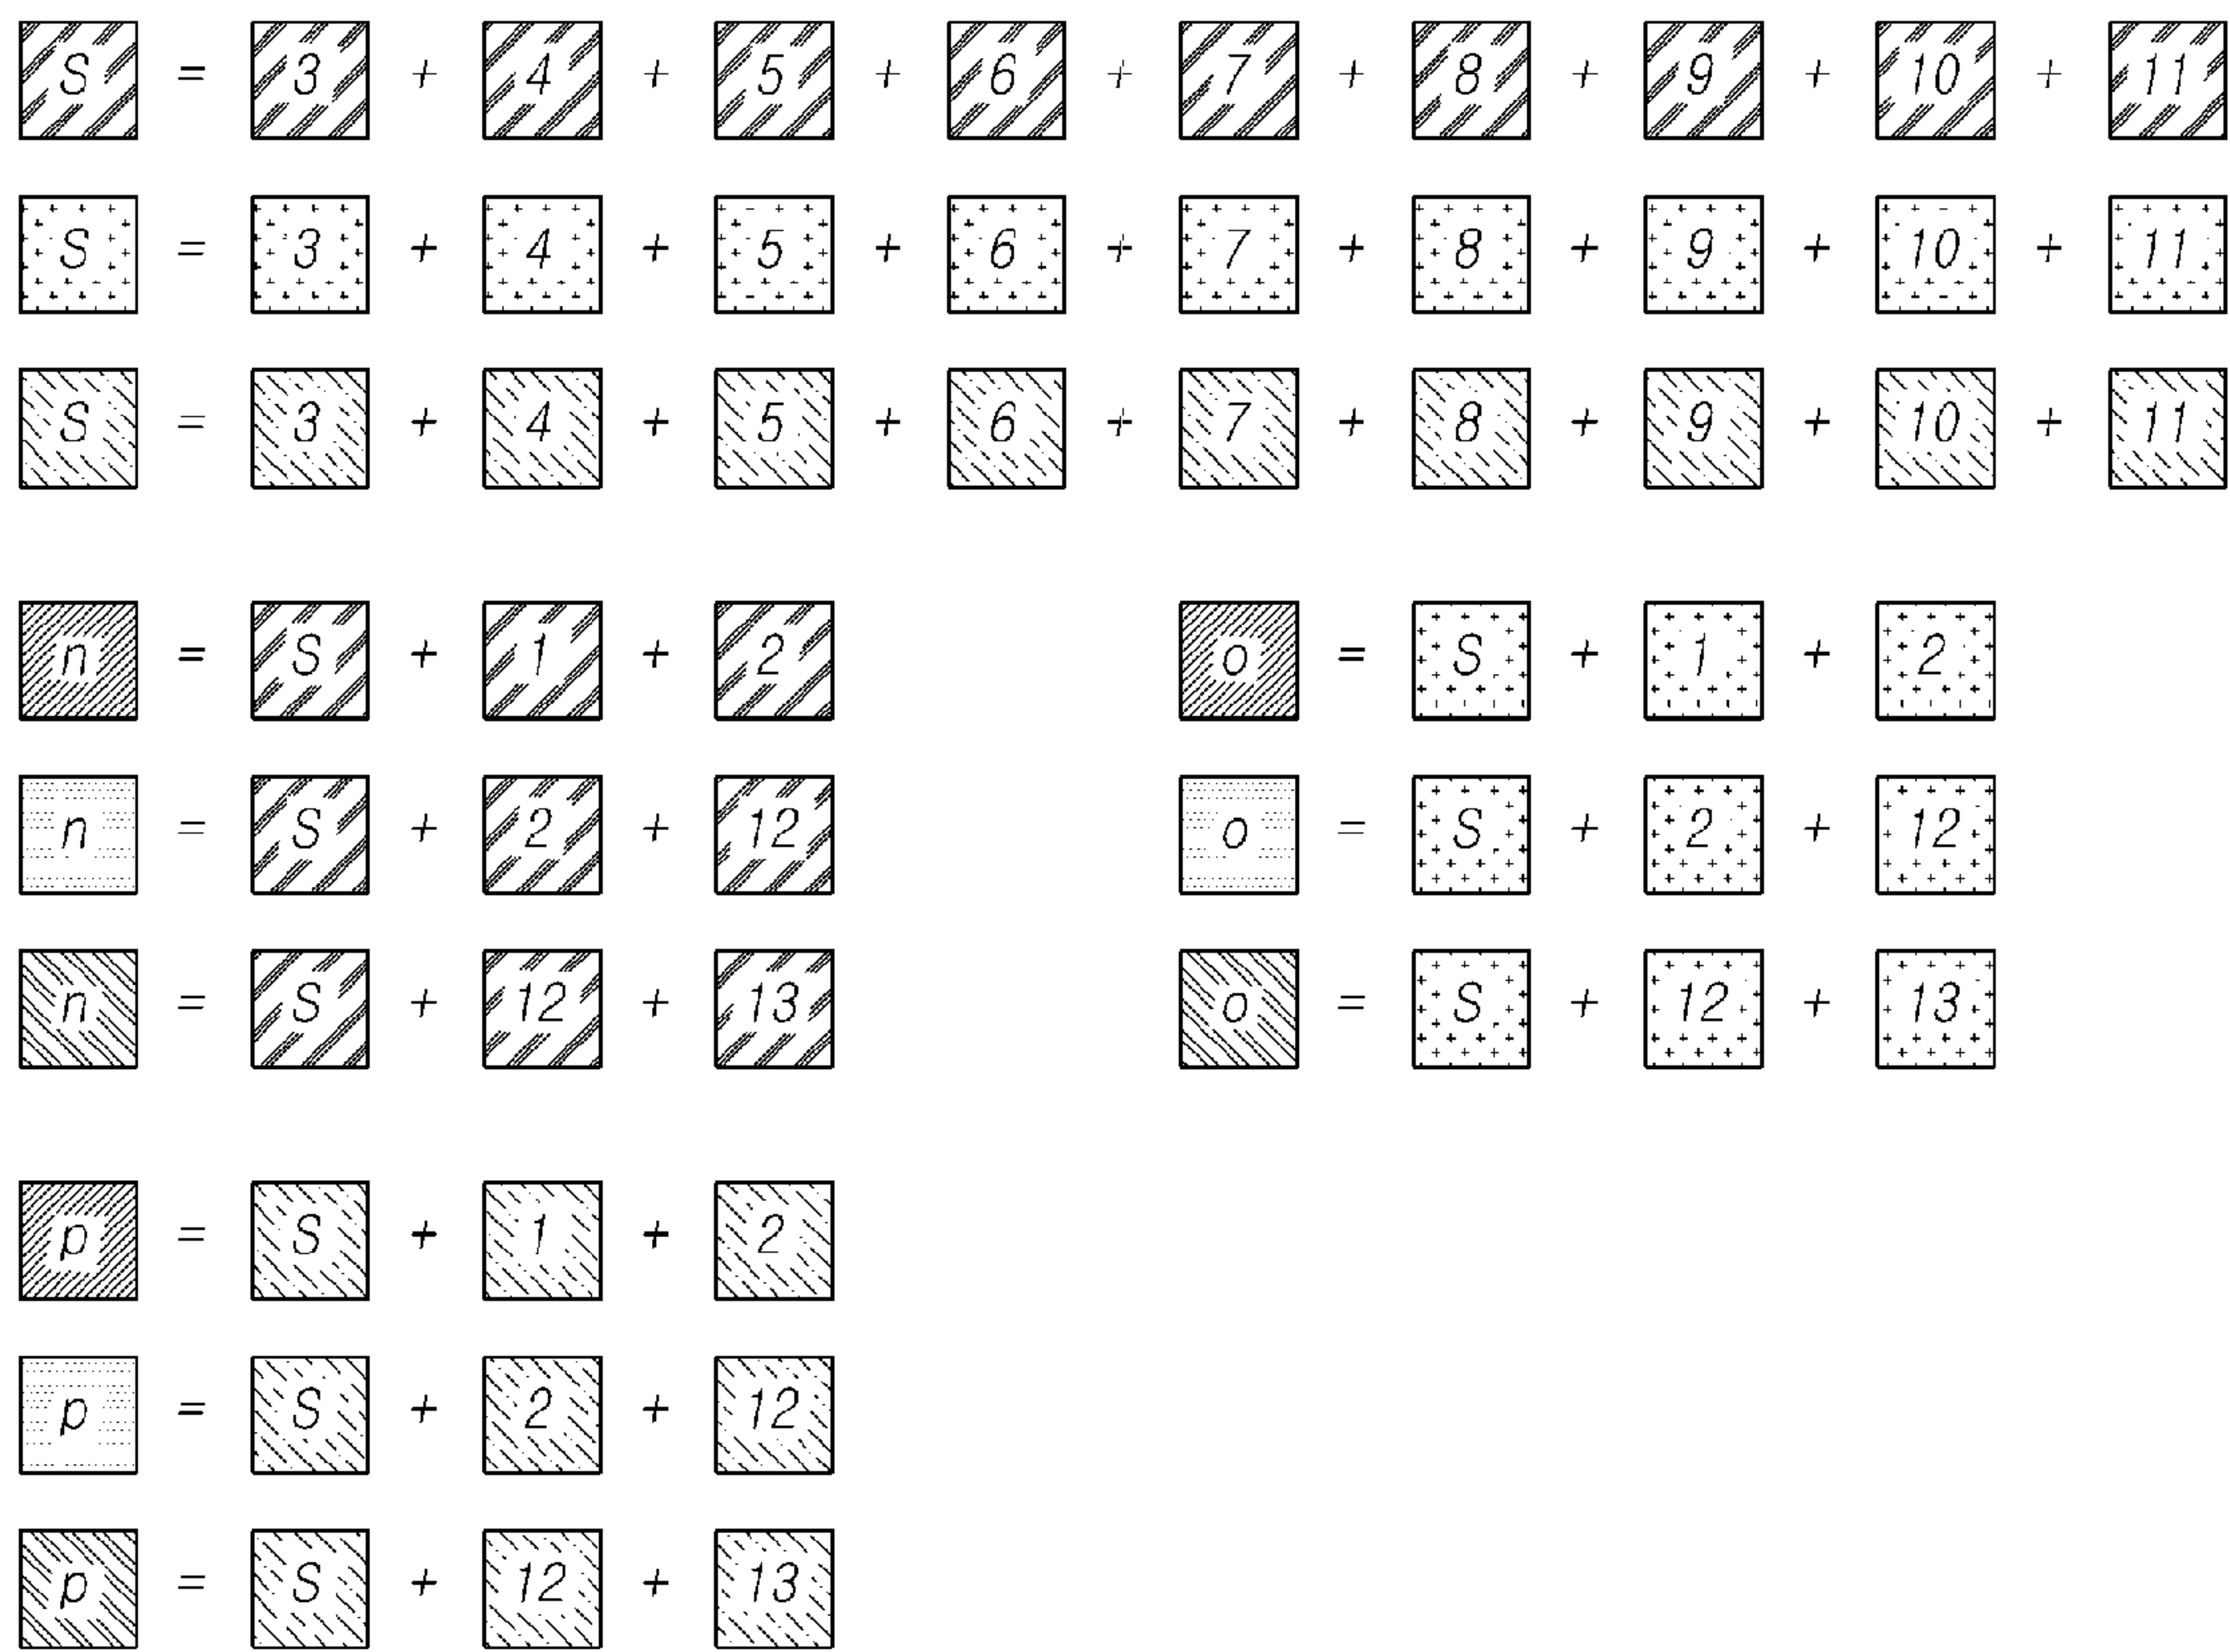 S = 3 + 4 + 5 + 6 + 7 + 8 + 9 + 10 + 11
S = 3 + 4 + 5 + 6 + 7 + 8 + 9 + 10 + 11
S = 3 + 4 + 5 + 6 + 7 + 8 + 9 + 10 + 11
n = S + 1 + 2 o = S + 1 + 2
n = S + 2 + 12 o = S + 2 + 12
n = S + 12 + 13 o = S + 12 + 13
p = S + 1 + 2
p = S + 2 + 12
p = S + 12 + 13